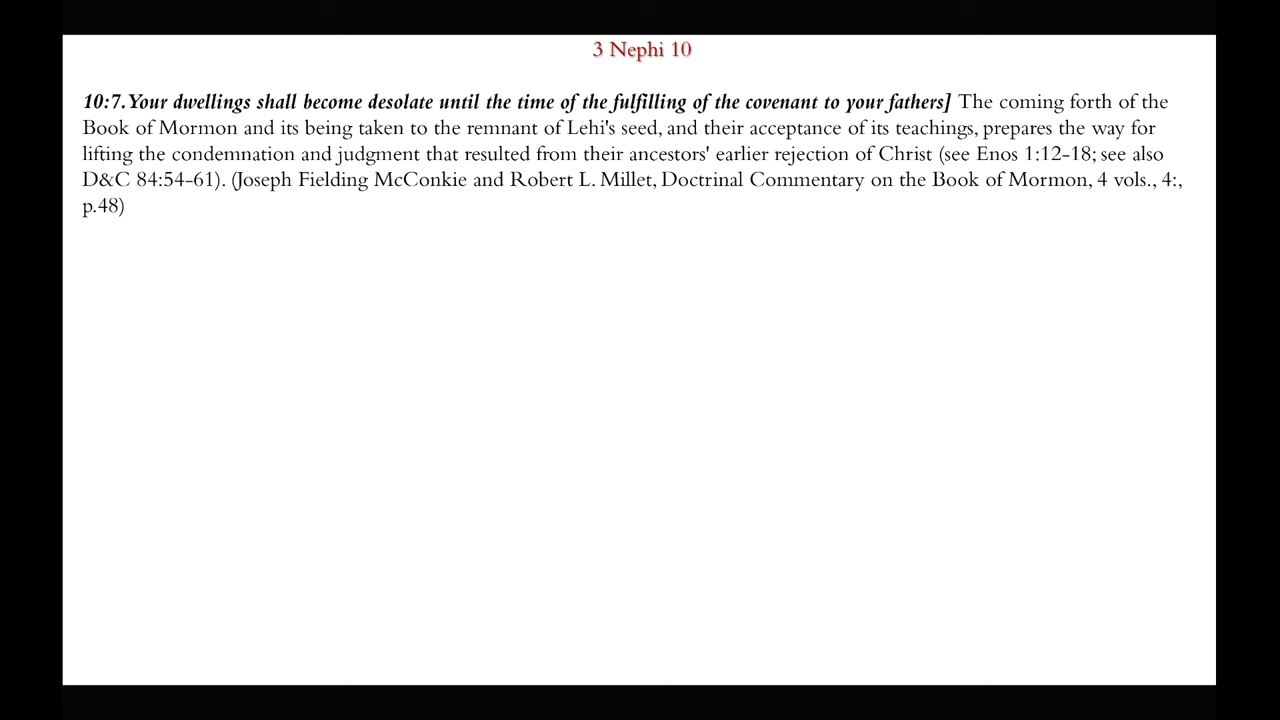 3 Nephi 10
10:7. Your dwellings shall become desolate until the time of the fulfilling of the covenant to your fathers] The coming forth of the
Book of Mormon and its being taken to the remnant of Lehi's seed, and their acceptance of its teachings, prepares the way for
lifting the condemnation and judgment that resulted from their ancestors' earlier rejection of Christ (see Enos 1:12-18; see also
D&C 84:54-61). (Joseph Fielding McConkie and Robert L. Millet, Doctrinal Commentary on the Book of Mormon, 4 vols., 4:,
p.48)